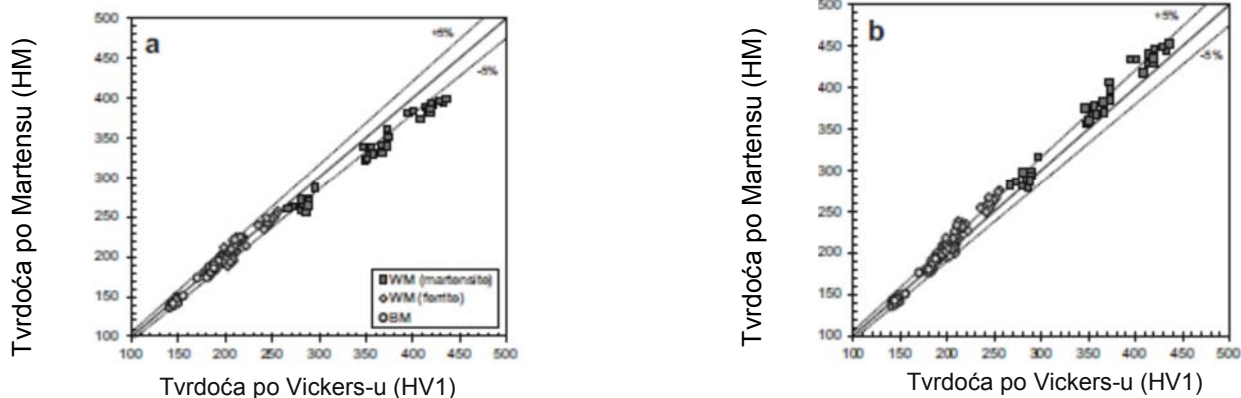 a
Tvrdoća po Martensu (HM)
500
450
400
350
300
250
200
150
100
+5%
-5%
WM (martensite)
WM (ferrite)
BM
100 150 200 250 300 350 400 450 500
Tvrdoća po Vickers-u (HV1)
b
Tvrdoća po Martensu (HM)
500
450
400
350
300
250
200
150
100
+5%
-5%
100 150 200 250 300 350 400 450 500
Tvrdoća po Vickers-u (HV1)